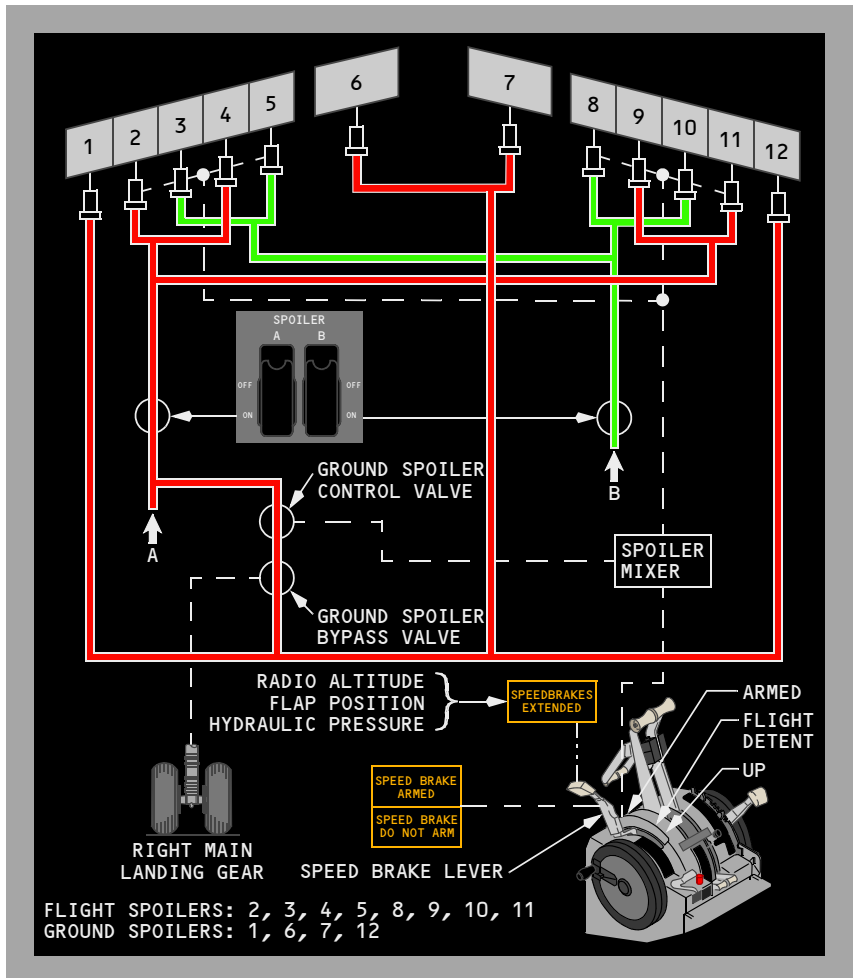 1
2
3
4
5
6
7
8
9
10
11
12
SPOILER
A B
OFF OFF
ON ON
GROUND SPOILER
CONTROL VALVE
B
A
SPOILER
MIXER
GROUND SPOILER
BYPASS VALVE
RADIO ALTITUDE
FLAP POSITION
HYDRAULIC PRESSURE
SPEEDBRAKES
EXTENDED
ARMED
FLIGHT
DETENT
UP
SPEED BRAKE
ARMED
SPEED BRAKE
DO NOT ARM
RIGHT MAIN
LANDING GEAR
SPEED BRAKE LEVER
FLIGHT SPOILERS: 2, 3, 4, 5, 8, 9, 10, 11
GROUND SPOILERS: 1, 6, 7, 12